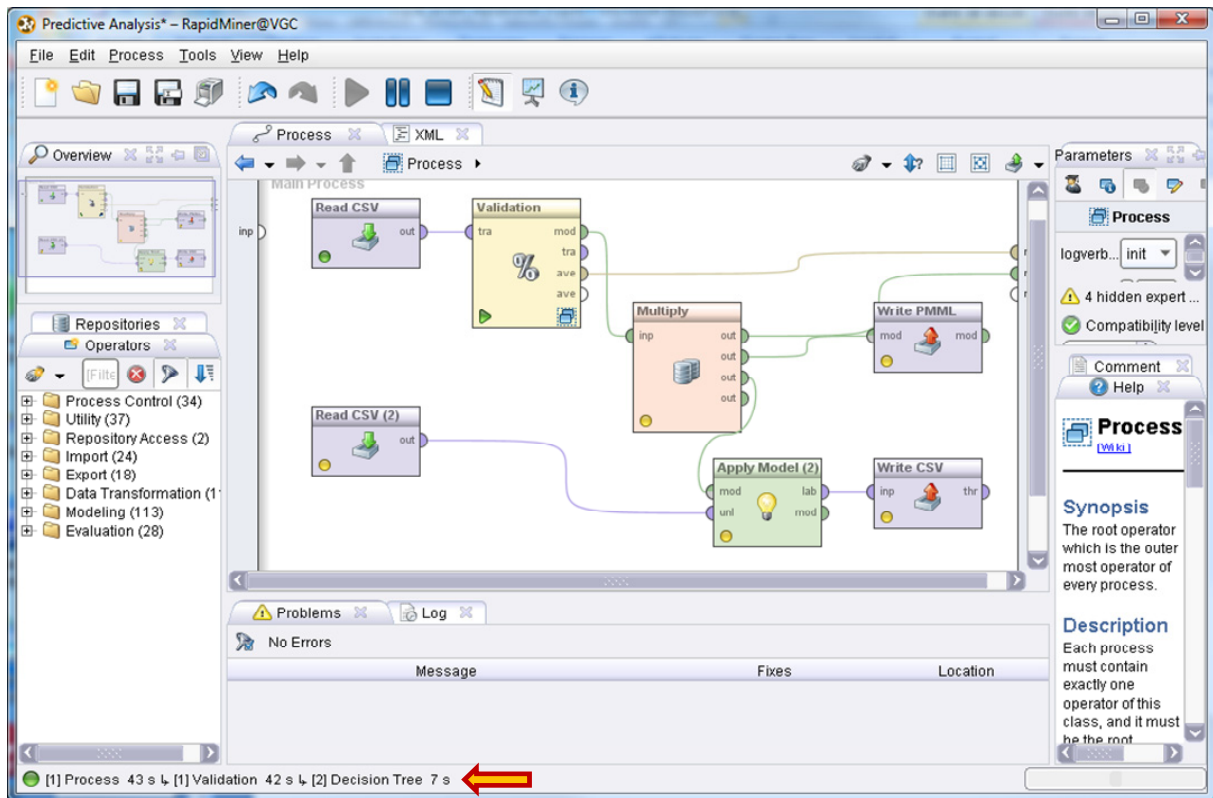 Predictive Analysis* – RapidMiner@VGC
File Edit Process Tools View Help
Process
XML
Overview
Process
Parameters
Main Process
Read CSV
out
Validation
tra
mod
tra
ave
ave
inp
Process
logverb... init
4 hidden expert ...
Compatibility level
Multiply
inp
out
out
out
out
Write PMML
mod
mod
Repositories
Operators
[Filte
Process Control (34)
Utility (37)
Repository Access (2)
Import (24)
Export (18)
Data Transformation (1
Modeling (113)
Evaluation (28)
Read CSV (2)
out
Apply Model (2)
mod
lab
unl
mod
Write CSV
inp
thr
Comment
Help
Process
[Wiki]
Synopsis
The root operator
which is the outer
most operator of
every process.
Description
Each process
must contain
exactly one
operator of this
class, and it must
be the root
Problems
Log
No Errors
Message Fixes Location
[1] Process 43 s ↳ [1] Validation 42 s ↳ [2] Decision Tree 7 s